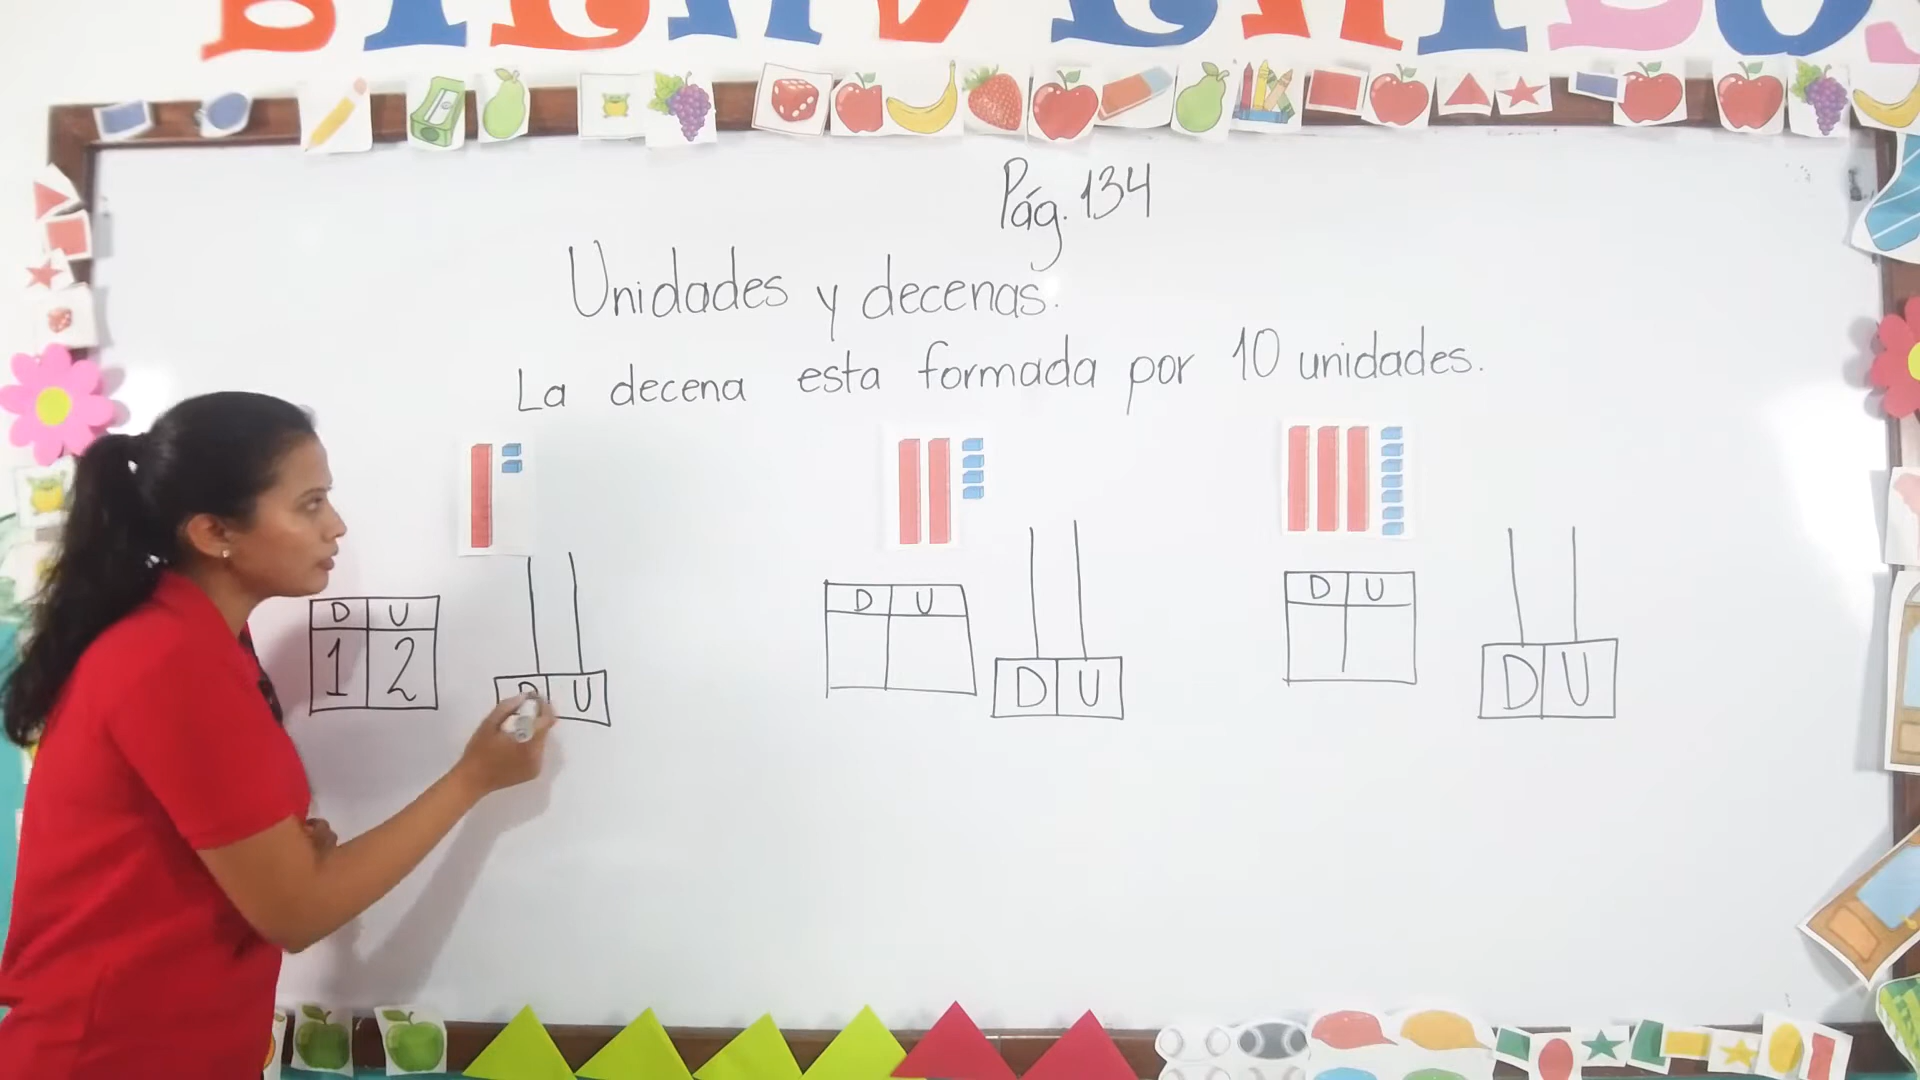 Pág. 134
Unidades y decenas.
La decena esta formada por 10 unidades.
D U
1 2
D U
D U
D U
D U
D U